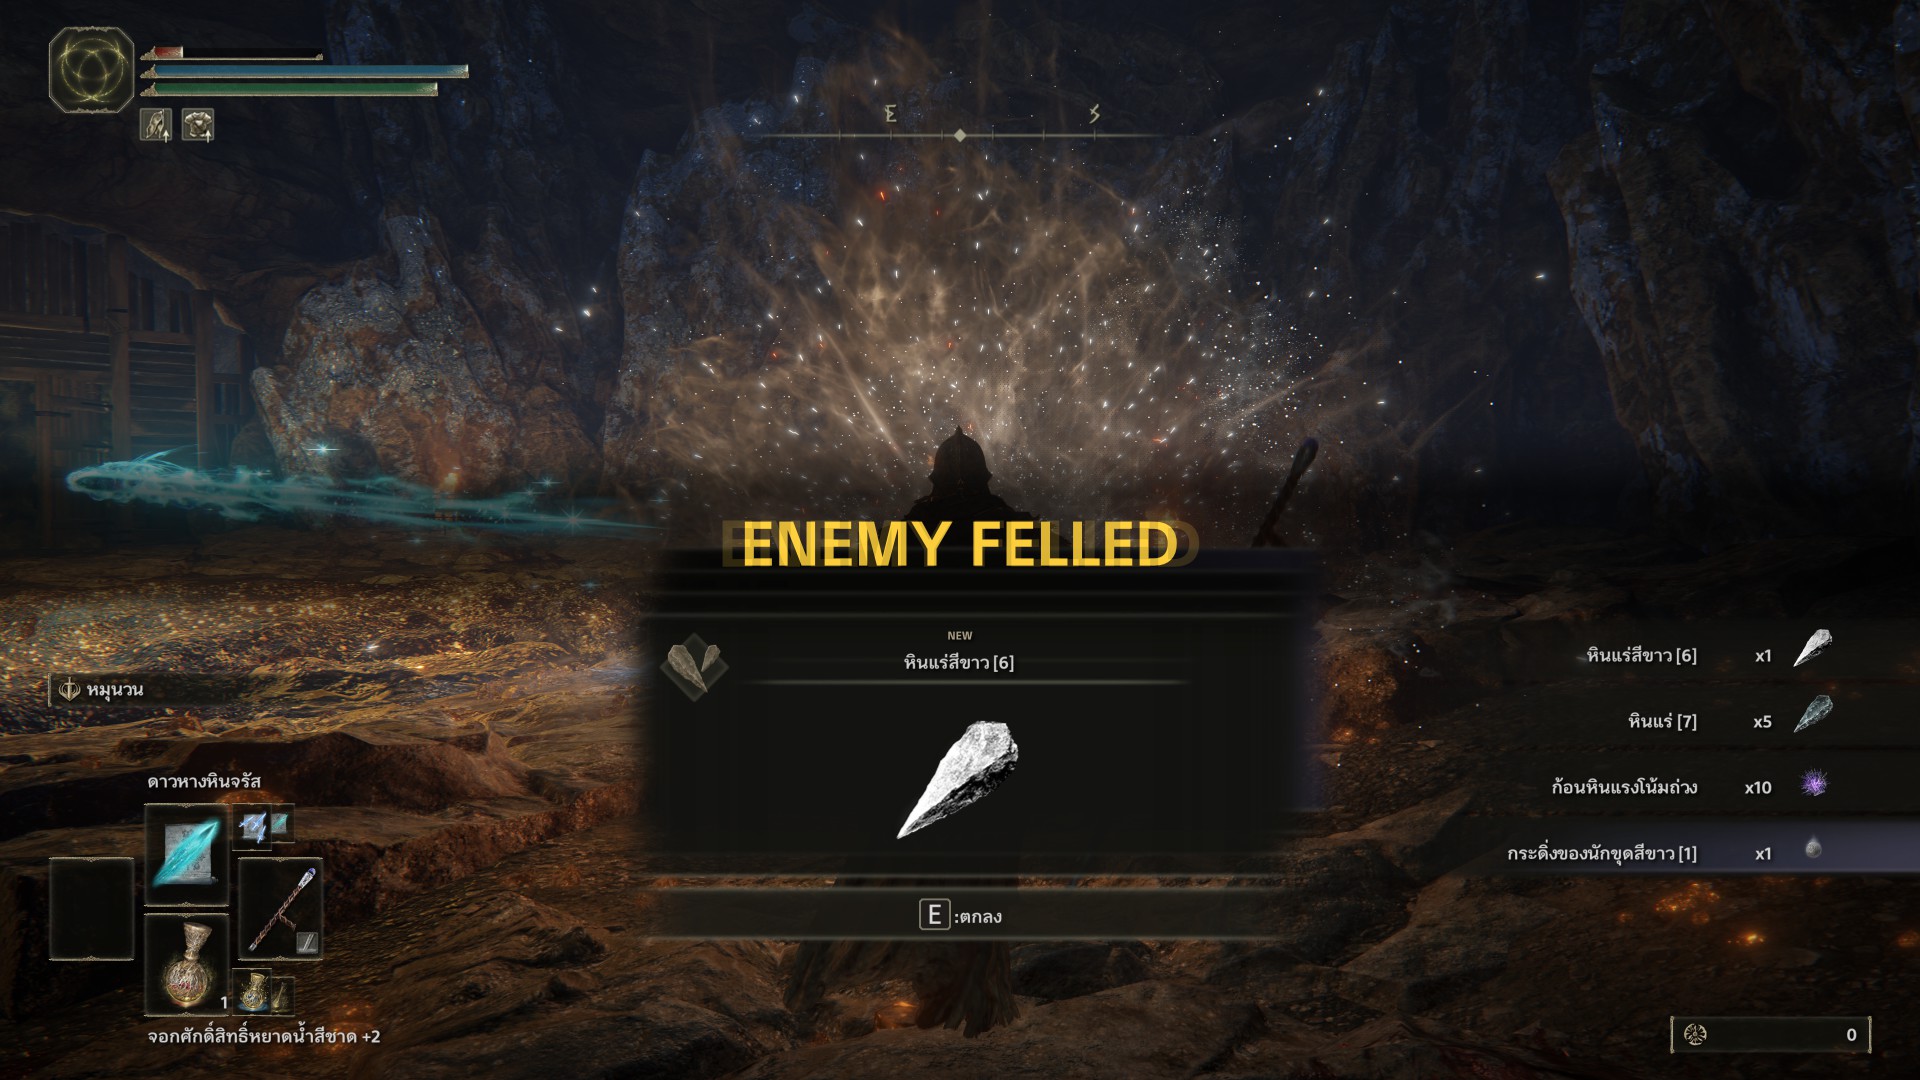 E
S
ENEMY FELLED
NEW
หินแร่สีขาว [6]
หินแร่สีขาว [6] x1
หินแร่ [7] x5
ก้อนหินแรงโน้มถ่วง x10
กระดิ่งของนักขุดสีขาว [1] x1
หมุนวน
ดาวหางหินจรัส
E :ตกลง
1
จอกศักดิ์สิทธิ์หยาดน้ำสีชาด +2
0